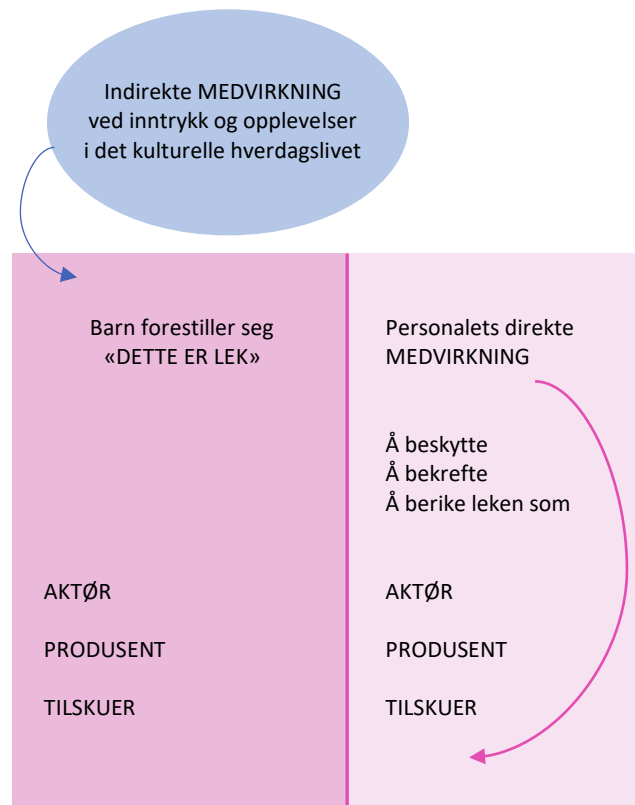 Indirekte MEDVIRKNING
ved inntrykk og opplevelser
i det kulturelle hverdagslivet
Barn forestiller seg
«DETTE ER LEK»
AKTØR
PRODUSENT
TILSKUER
Personalets direkte
MEDVIRKNING
Å beskytte
Å bekrefte
Å berike leken som
AKTØR
PRODUSENT
TILSKUER